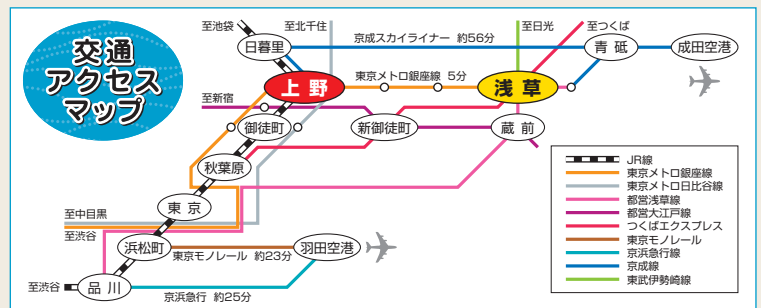 交通
アクセス
マップ
至池袋
至北千住
至日光
至つくば
日暮里
京成スカイライナー 約56分
青砥
成田空港
上野
東京メトロ銀座線 5分
浅草
至新宿
御徒町
新御徒町
蔵前
秋葉原
東京
至中目黒
至渋谷
浜松町
東京モノレール 約23分
羽田空港
至渋谷
品川
京浜急行 約25分
JR線
東京メトロ銀座線
東京メトロ日比谷線
都営浅草線
都営大江戸線
つくばエクスプレス
東京モノレール
京浜急行線
京成線
東武伊勢崎線